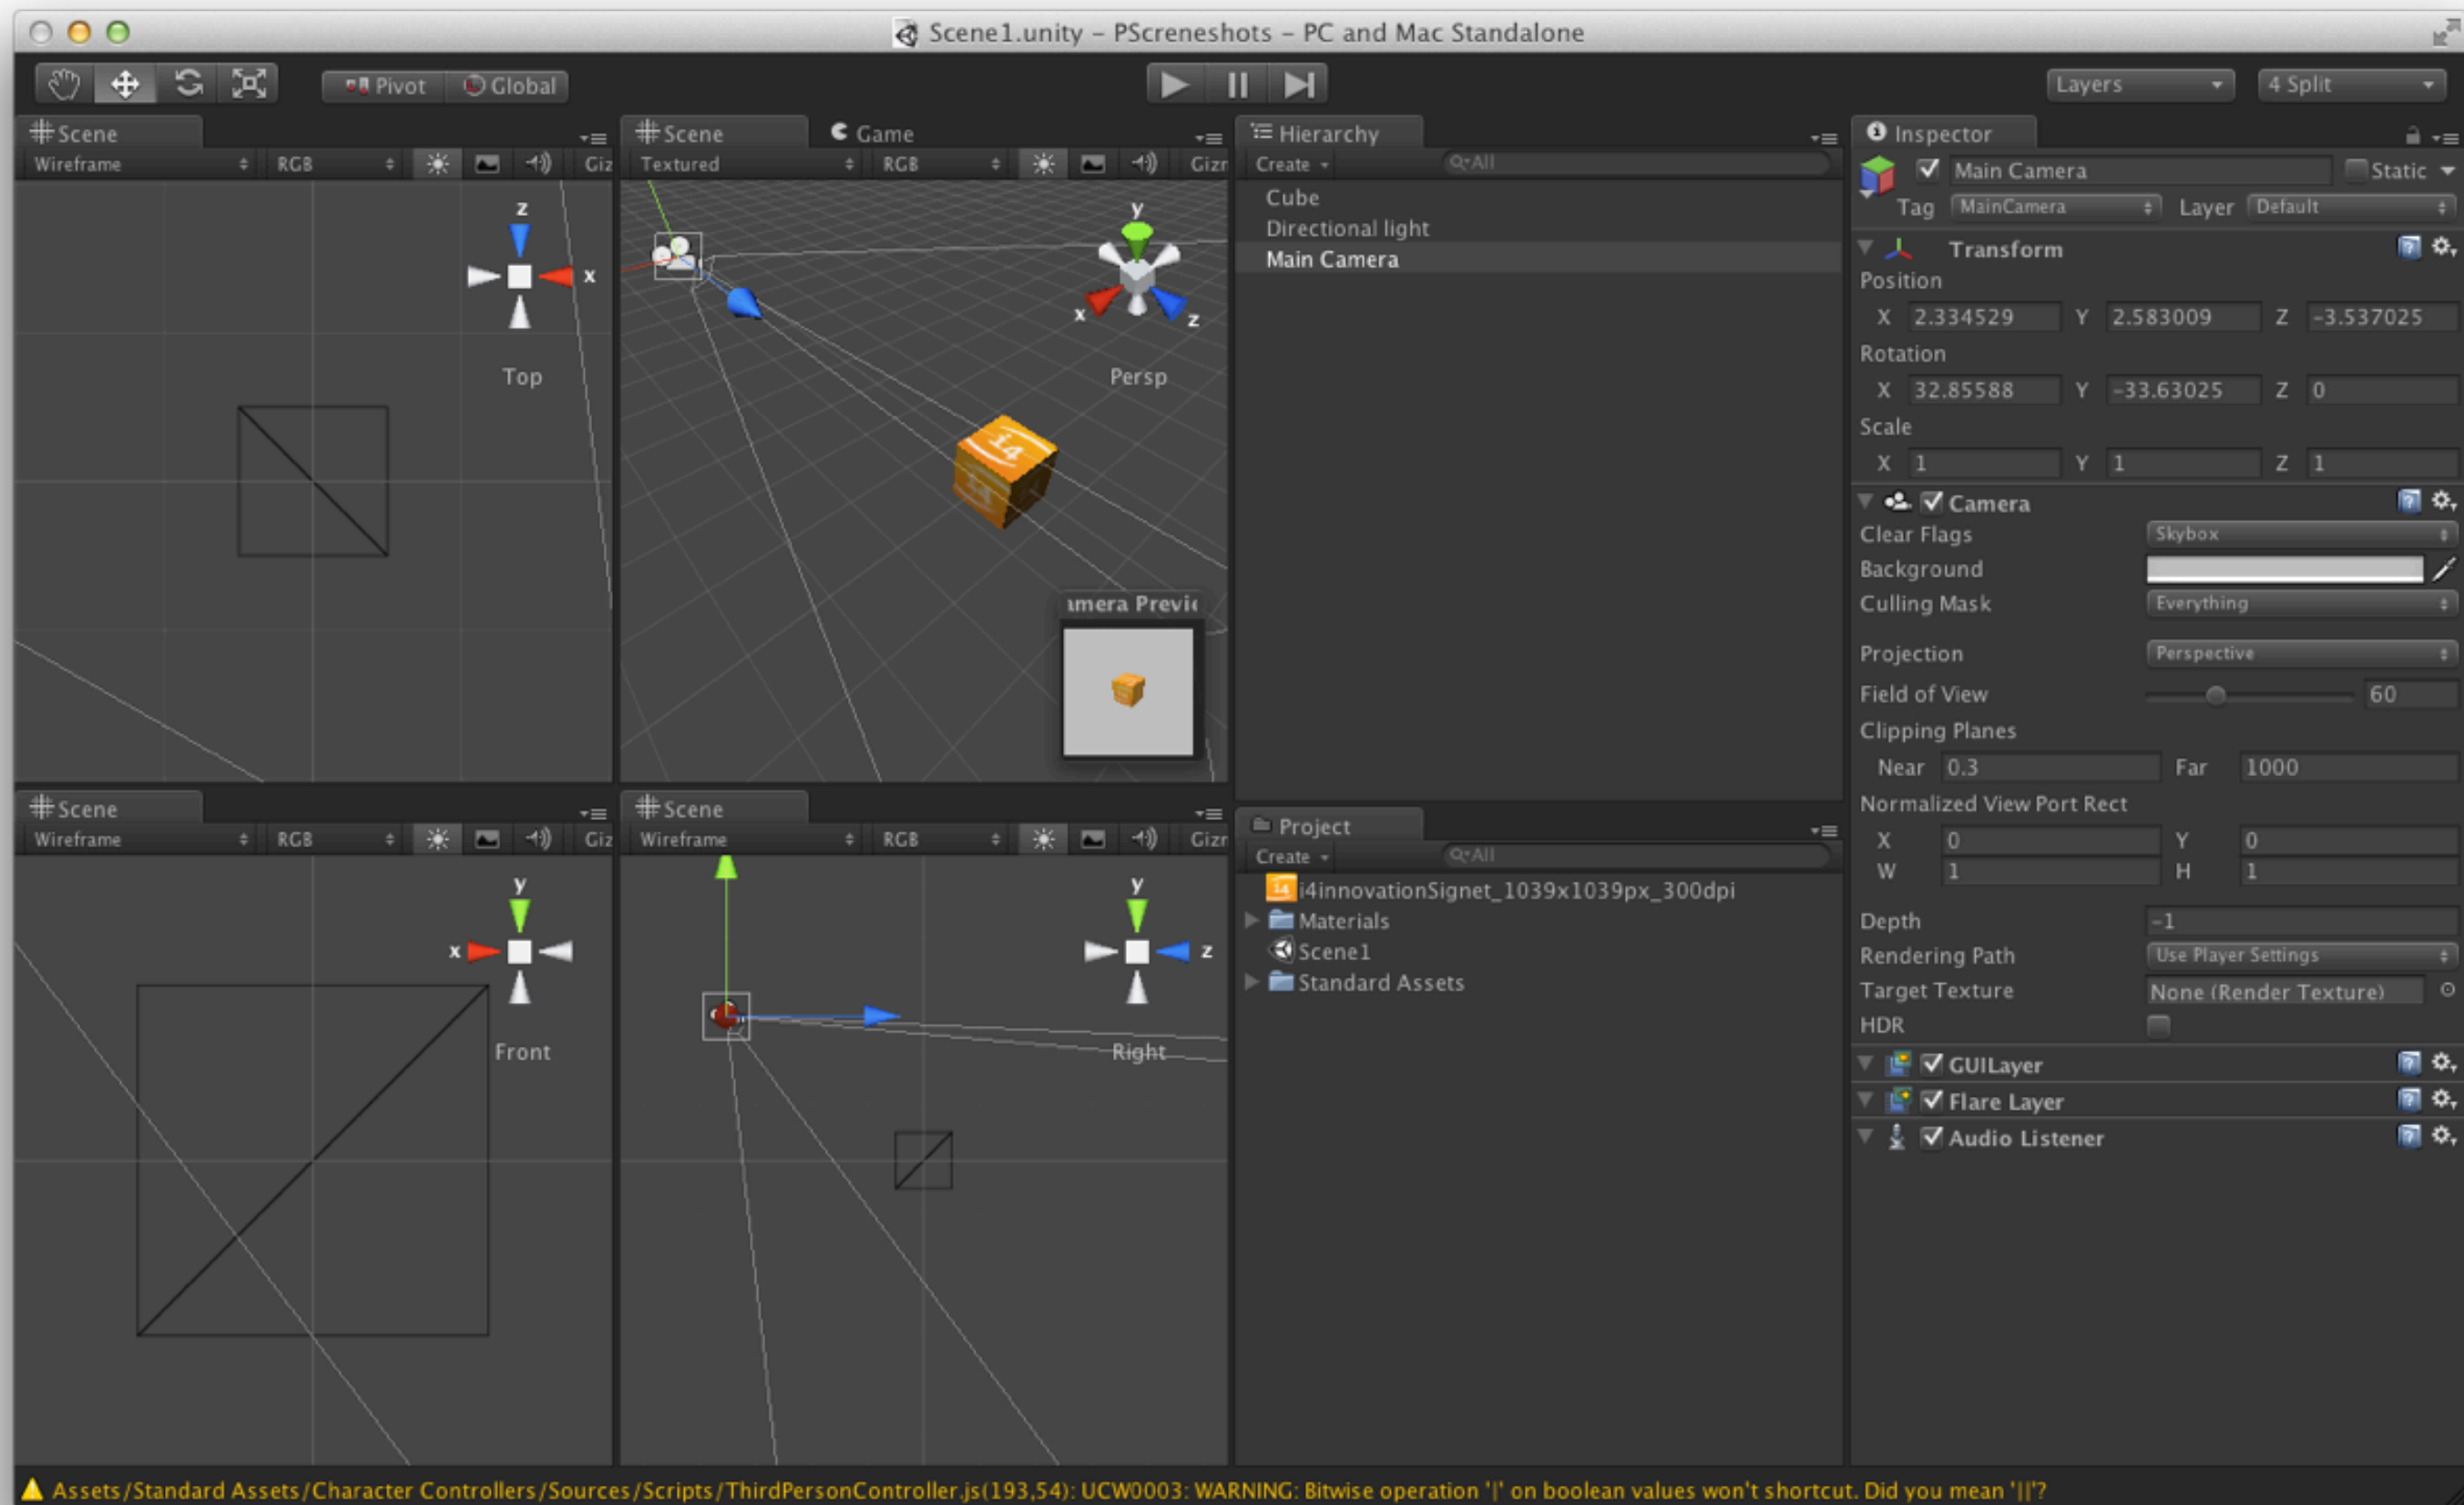 Scene1.unity – PScreneshots – PC and Mac Standalone
Pivot Global Layers 4 Split
Scene
Wireframe RGB Giz
z
x
Top
Scene Game
Textured RGB Gizr
y
x z
Persp
i4
amera Previe
Scene
Wireframe RGB Giz
y
x
Front
Scene
Wireframe RGB Gizr
y
z
Right
Hierarchy
Create All
Cube
Directional light
Main Camera
Project
Create All
i4innovationSignet_1039x1039px_300dpi
Materials
Scene1
Standard Assets
Inspector
Main Camera Static
Tag MainCamera Layer Default
Transform
Position
X 2.334529 Y 2.583009 Z -3.537025
Rotation
X 32.85588 Y -33.63025 Z 0
Scale
X 1 Y 1 Z 1
Camera
Clear Flags Skybox
Background
Culling Mask Everything
Projection Perspective
Field of View 60
Clipping Planes
Near 0.3 Far 1000
Normalized View Port Rect
X 0 Y 0
W 1 H 1
Depth -1
Rendering Path Use Player Settings
Target Texture None (Render Texture)
HDR
GUILayer
Flare Layer
Audio Listener
Assets/Standard Assets/Character Controllers/Sources/Scripts/ThirdPersonController.js(193,54): UCW0003: WARNING: Bitwise operation '|' on boolean values won't shortcut. Did you mean '||'?